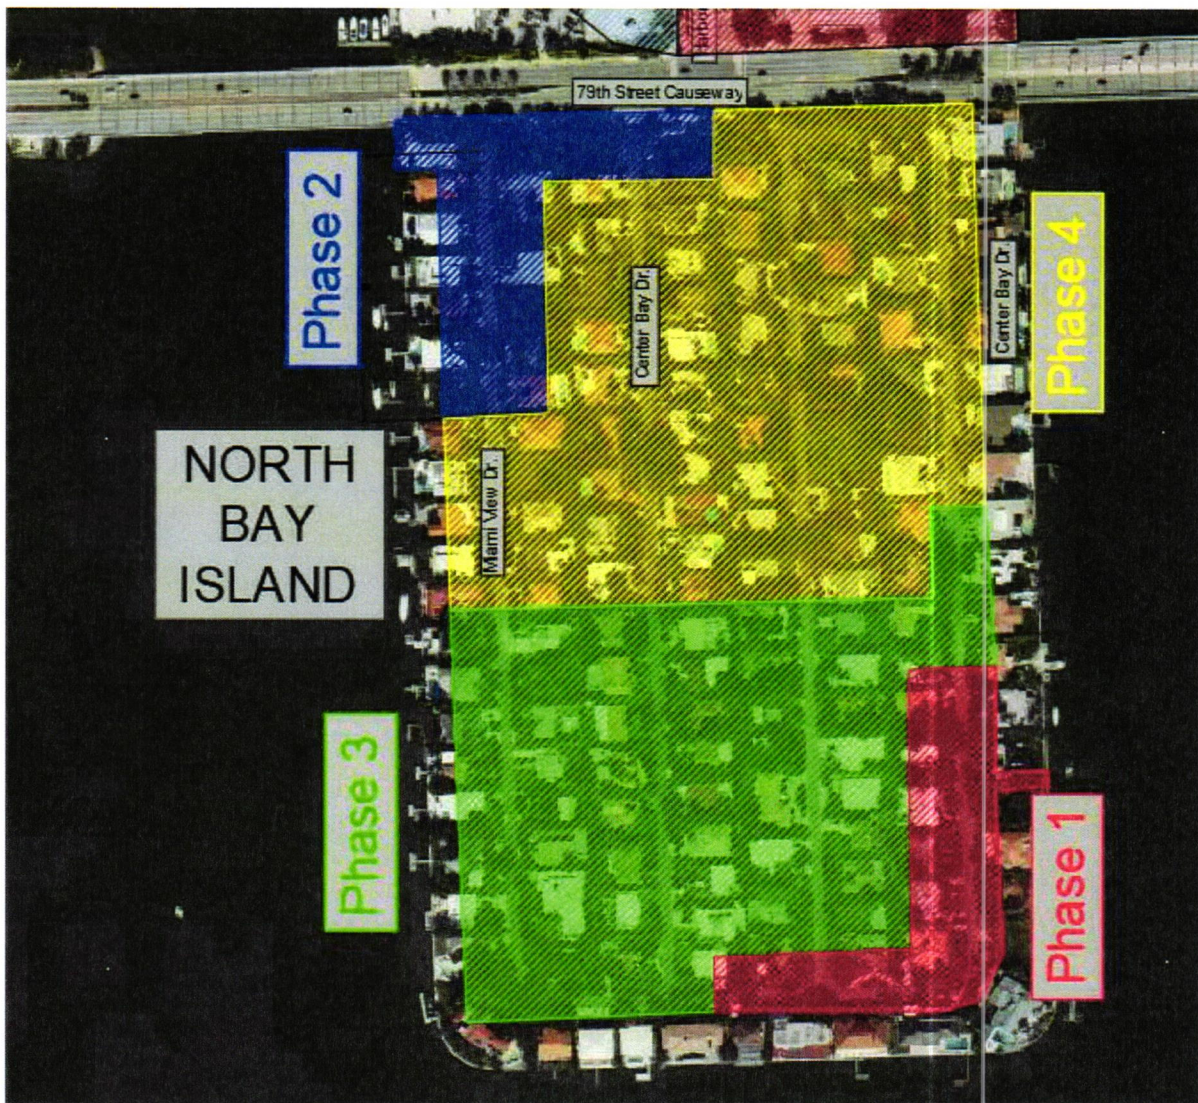 79th Street Causeway
Phase 2
Phase 4
Center Bay Dr.
Center Bay Dr.
NORTH
BAY
ISLAND
Miami View Dr.
Phase 3
Phase 1